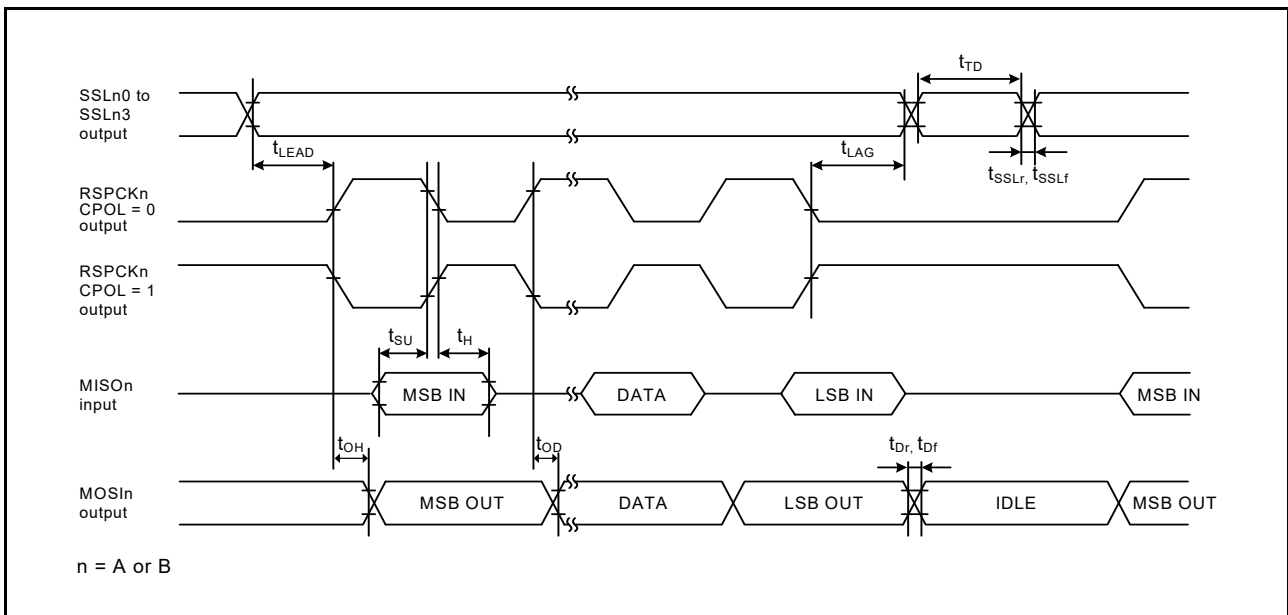 tTD
SSLn0 to
SSLn3
output
tLEAD
tLAG
tSSLr, tSSLf
RSPCKn
CPOL = 0
output
RSPCKn
CPOL = 1
output
tSU
tH
MISOn
input
MSB IN
DATA
LSB IN
MSB IN
tOH
tOD
tDr, tDf
MOSIn
output
MSB OUT
DATA
LSB OUT
IDLE
MSB OUT
n = A or B